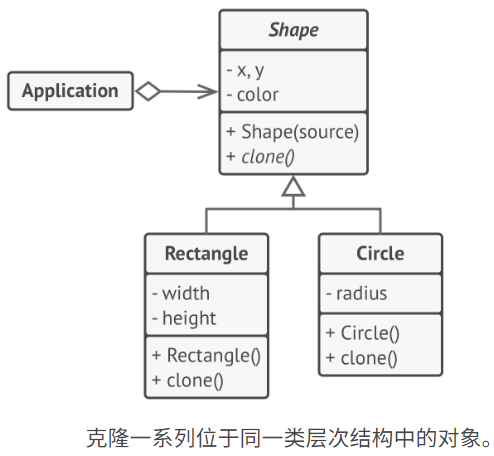 Shape
- x, y
- color
+ Shape(source)
+ clone()
Application
Rectangle
- width
- height
+ Rectangle()
+ clone()
Circle
- radius
+ Circle()
+ clone()
克隆一系列位于同一类层次结构中的对象。